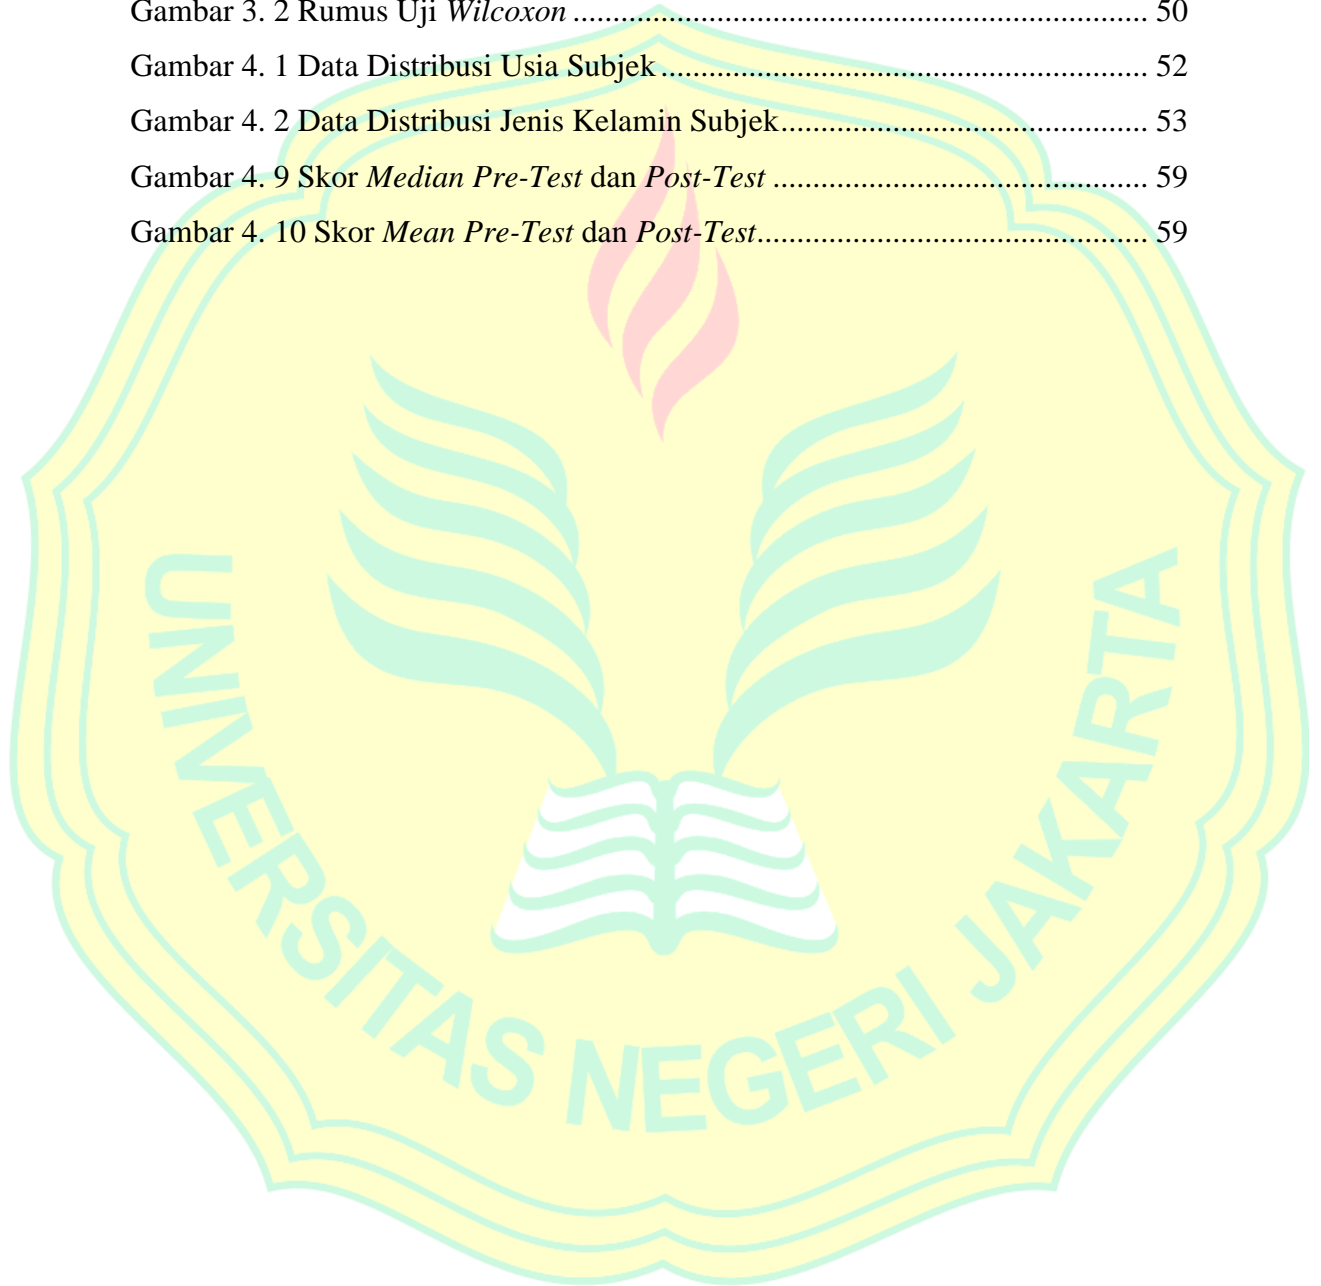 Gambar 3. 2 Rumus Uji Wilcoxon ........................................................................ 50
Gambar 4. 1 Data Distribusi Usia Subjek ............................................................. 52
Gambar 4. 2 Data Distribusi Jenis Kelamin Subjek.............................................. 53
Gambar 4. 9 Skor Median Pre-Test dan Post-Test ............................................... 59
Gambar 4. 10 Skor Mean Pre-Test dan Post-Test................................................. 59
UNIVERSITAS NEGERI JAKARTA